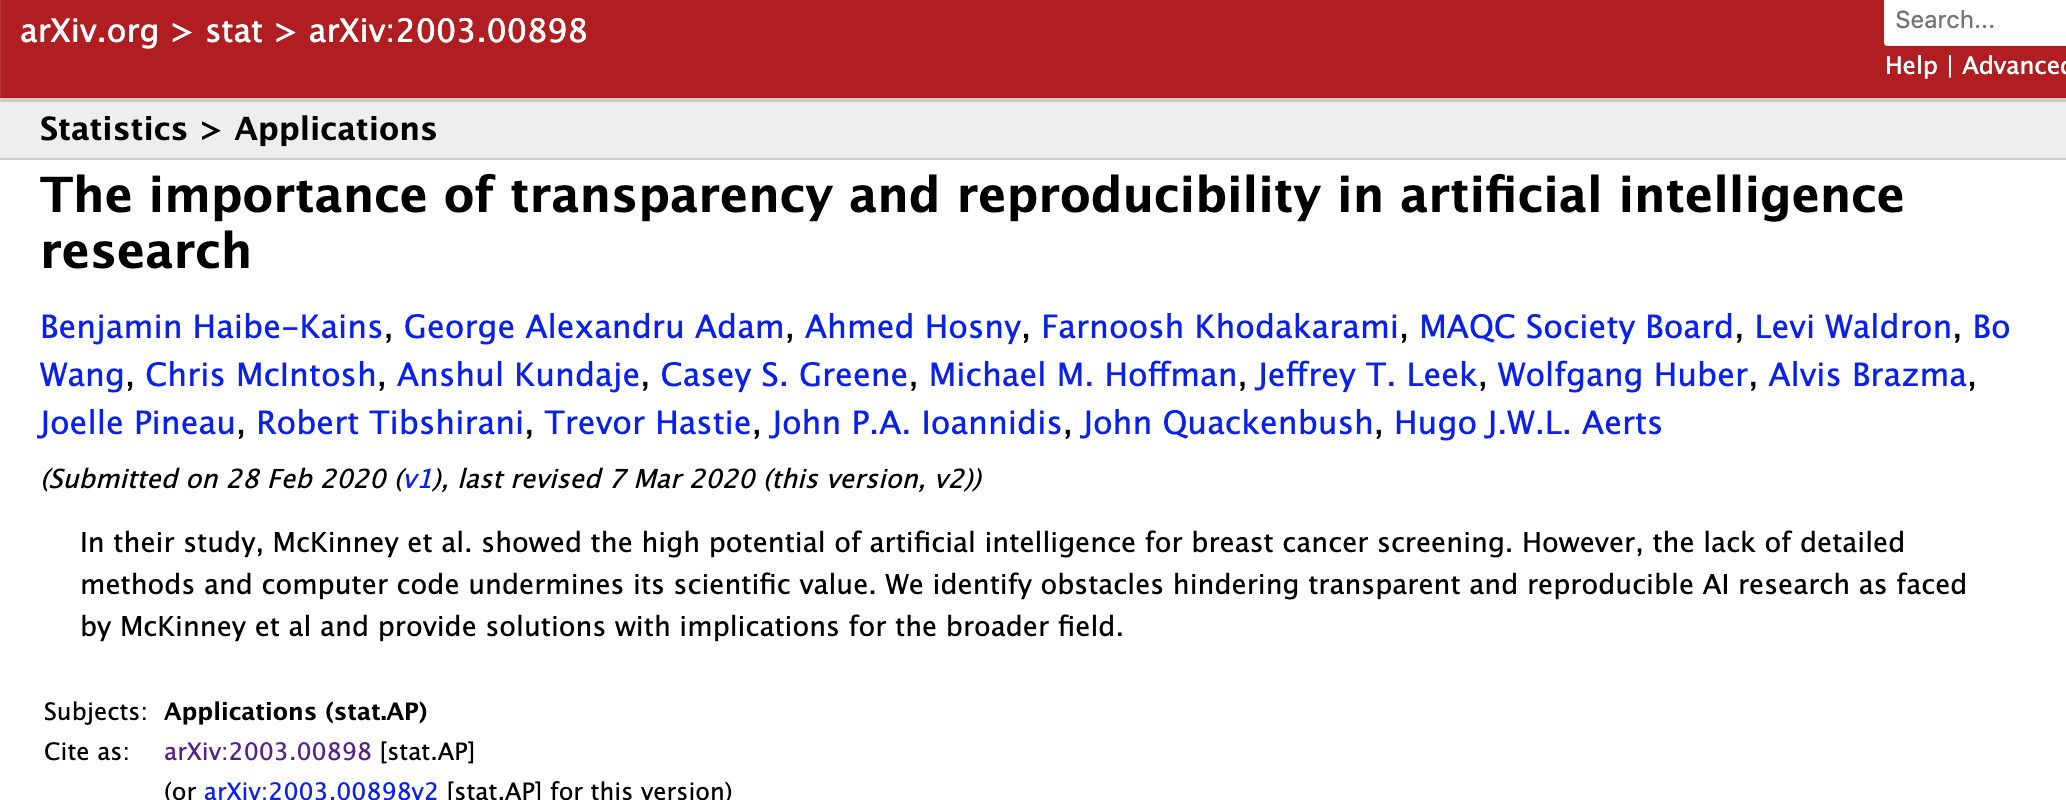 arXiv.org > stat > arXiv:2003.00898
Search...
Help | Advanced
Statistics > Applications
The importance of transparency and reproducibility in artificial intelligence
research
Benjamin Haibe-Kains, George Alexandru Adam, Ahmed Hosny, Farnoosh Khodakarami, MAQC Society Board, Levi Waldron, Bo
Wang, Chris McIntosh, Anshul Kundaje, Casey S. Greene, Michael M. Hoffman, Jeffrey T. Leek, Wolfgang Huber, Alvis Brazma,
Joelle Pineau, Robert Tibshirani, Trevor Hastie, John P.A. Ioannidis, John Quackenbush, Hugo J.W.L. Aerts
(Submitted on 28 Feb 2020 (v1), last revised 7 Mar 2020 (this version, v2))
In their study, McKinney et al. showed the high potential of artificial intelligence for breast cancer screening. However, the lack of detailed
methods and computer code undermines its scientific value. We identify obstacles hindering transparent and reproducible AI research as faced
by McKinney et al and provide solutions with implications for the broader field.
Subjects: Applications (stat.AP)
Cite as: arXiv:2003.00898 [stat.AP]
(or arXiv:2003.00898v2 [stat.AP] for this version)